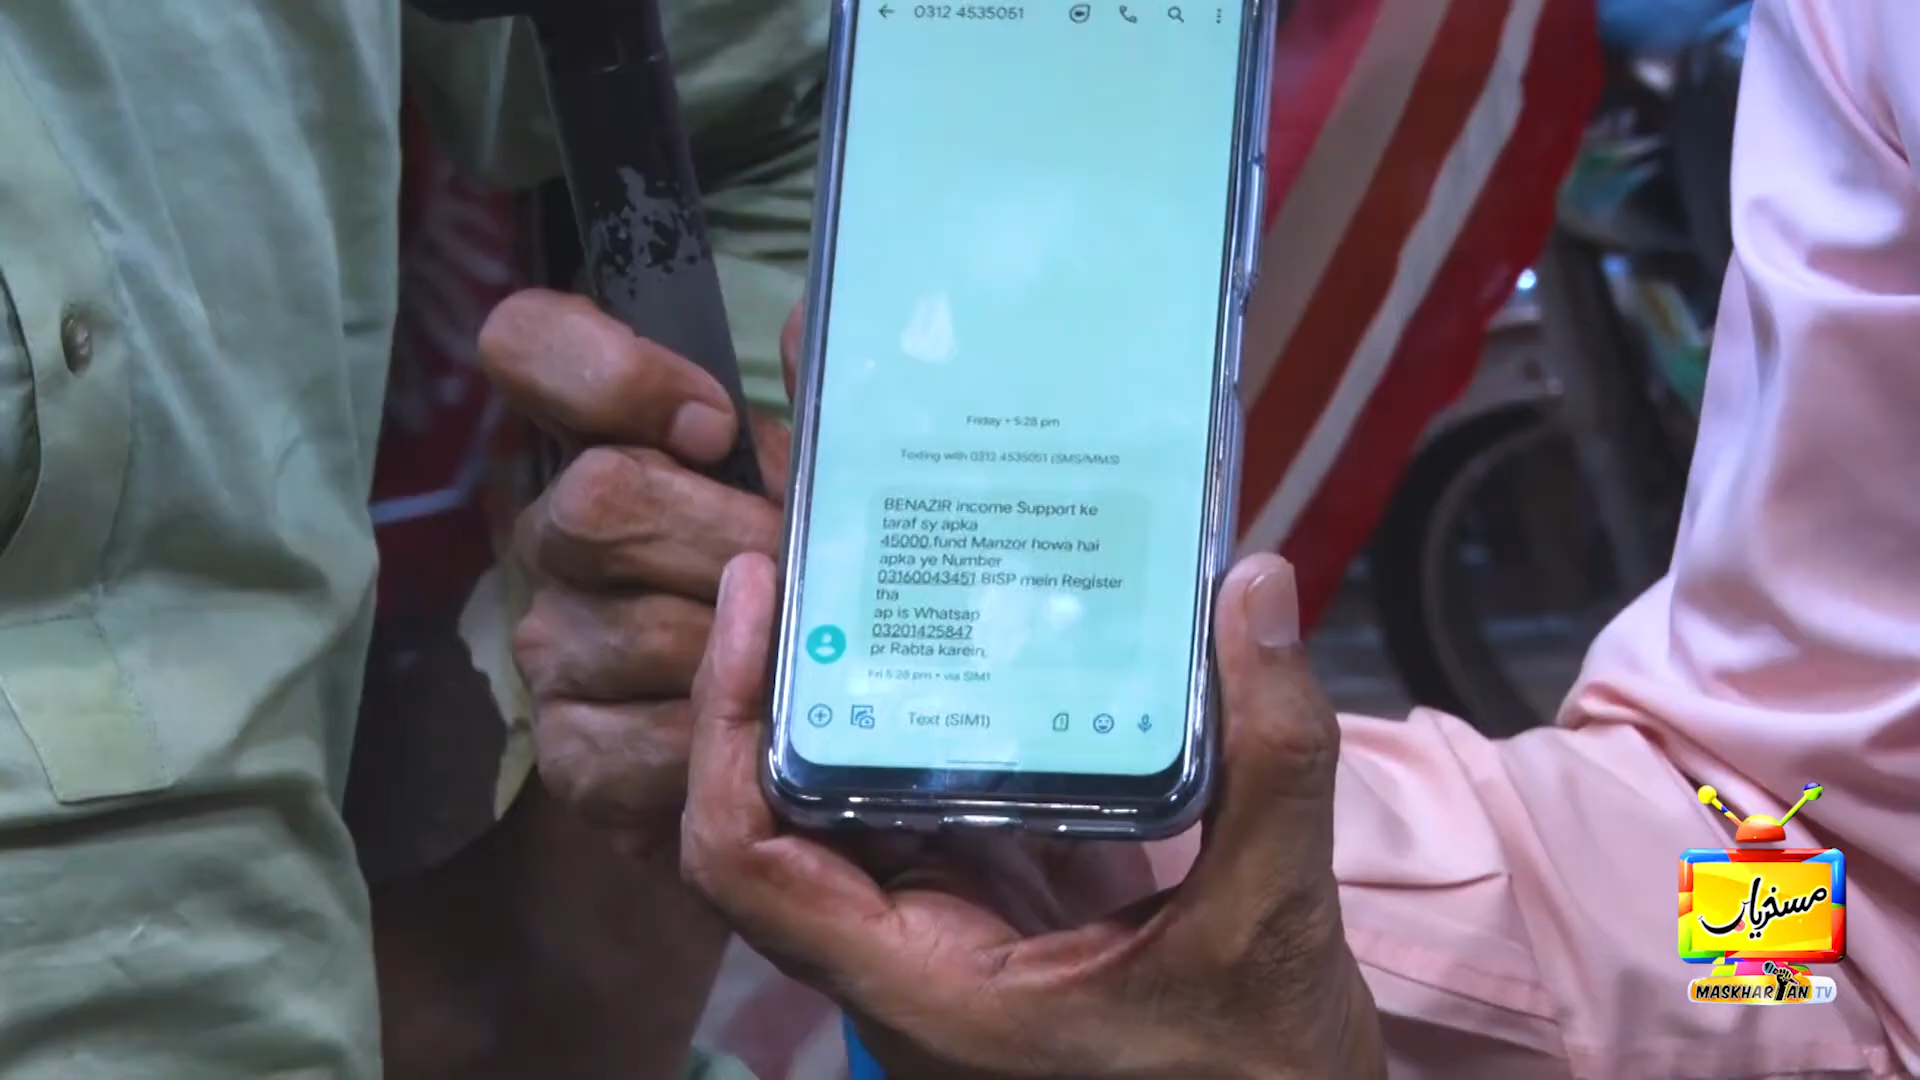 0312 4535051
Friday • 5:28 pm
Texting with 0312 4535051 (SMS/MMS)
BENAZIR income Support ke
taraf sy apka
45000.fund Manzor howa hai
apka ye Number
03160043451 BISP mein Register
tha
ap is Whatsap
03201425847
pr Rabta karein,
Fri 5:28 pm • via SIM1
Text (SIM1)
مسخریاں
MASKHARIYAN TV